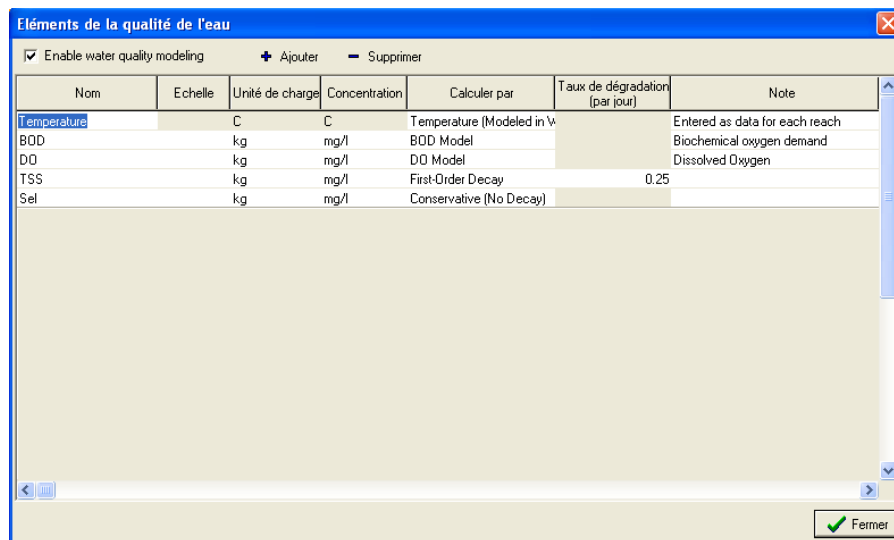 Eléments de la qualité de l'eau
Enable water quality modeling Ajouter Supprimer
Nom Echelle Unité de charge Concentration Calculer par Taux de dégradation (par jour) Note
Temperature C C Temperature (Modeled in Entered as data for each reach
BOD kg mg/l BOD Model Biochemical oxygen demand
DO kg mg/l DO Model Dissolved Oxygen
TSS kg mg/l First-Order Decay 0.25
Sel kg mg/l Conservative (No Decay)
Fermer